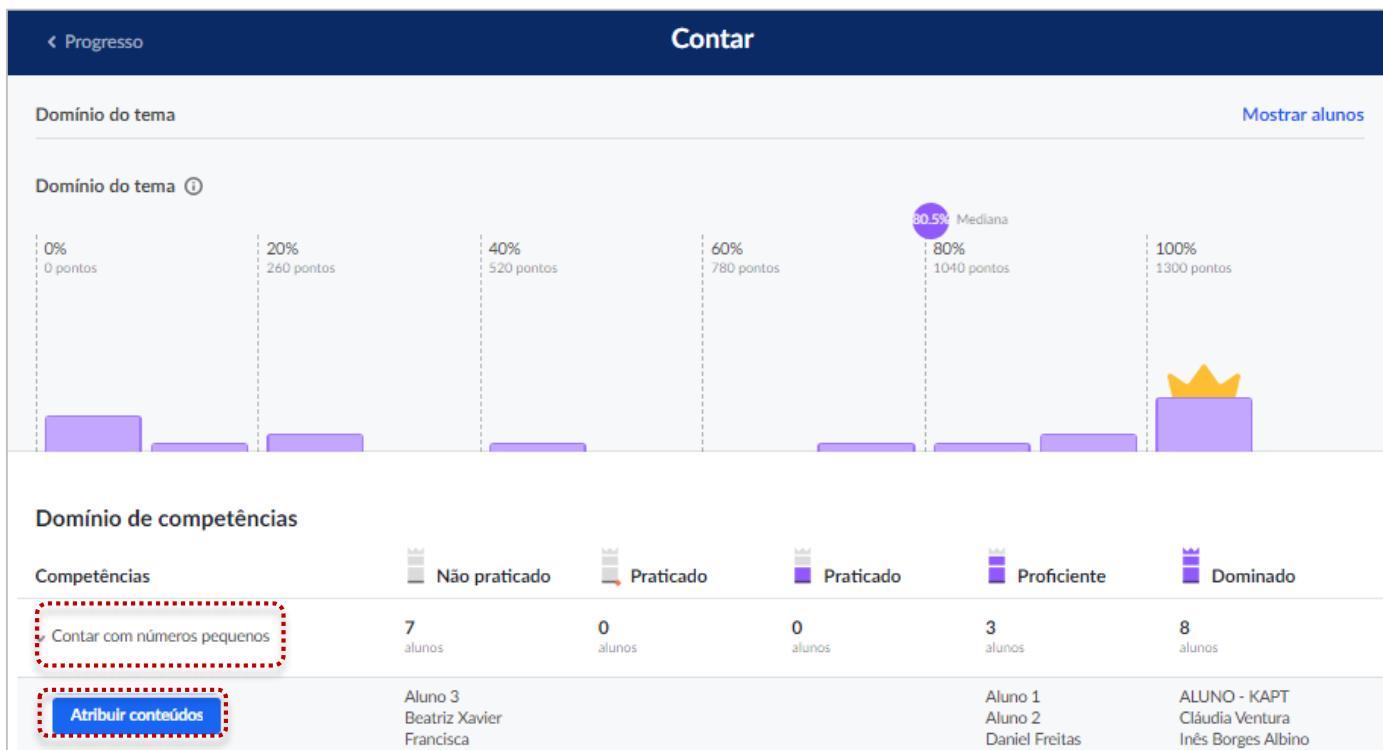 Progresso
Contar
Domínio do tema
Mostrar alunos
Domínio do tema
80.5% Mediana
0% 20% 40% 60% 80% 100%
0 pontos 260 pontos 520 pontos 780 pontos 1040 pontos 1300 pontos
Domínio de competências
Competências Não praticado Praticado Praticado Proficiente Dominado
Contar com números pequenos 7 0 0 3 8
alunos alunos alunos alunos alunos
Atribuir conteúdos
Aluno 3 Aluno 1 ALUNO - KAPT
Beatriz Xavier Aluno 2 Cláudia Ventura
Francisca Daniel Freitas Inês Borges Albino